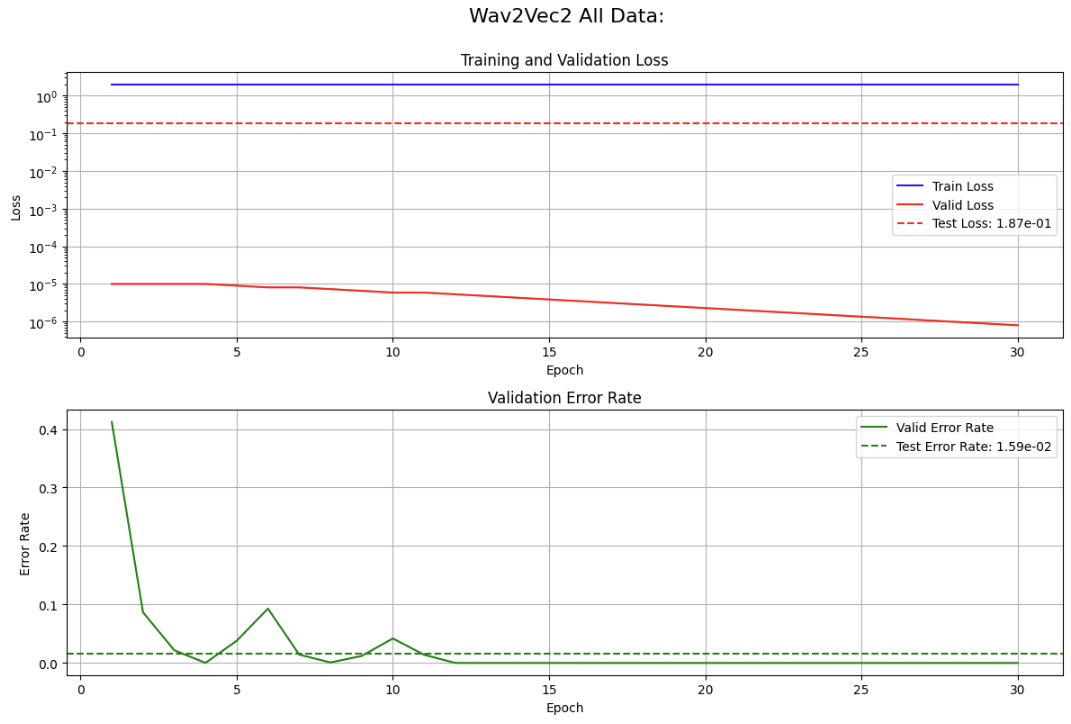 Wav2Vec2 All Data:
Training and Validation Loss
Loss
10⁰
10⁻¹
10⁻²
10⁻³
10⁻⁴
10⁻⁵
10⁻⁶
Train Loss
Valid Loss
Test Loss: 1.87e-01
0 5 10 15 20 25 30
Epoch
Validation Error Rate
Error Rate
0.4
0.3
0.2
0.1
0.0
Valid Error Rate
Test Error Rate: 1.59e-02
0 5 10 15 20 25 30
Epoch